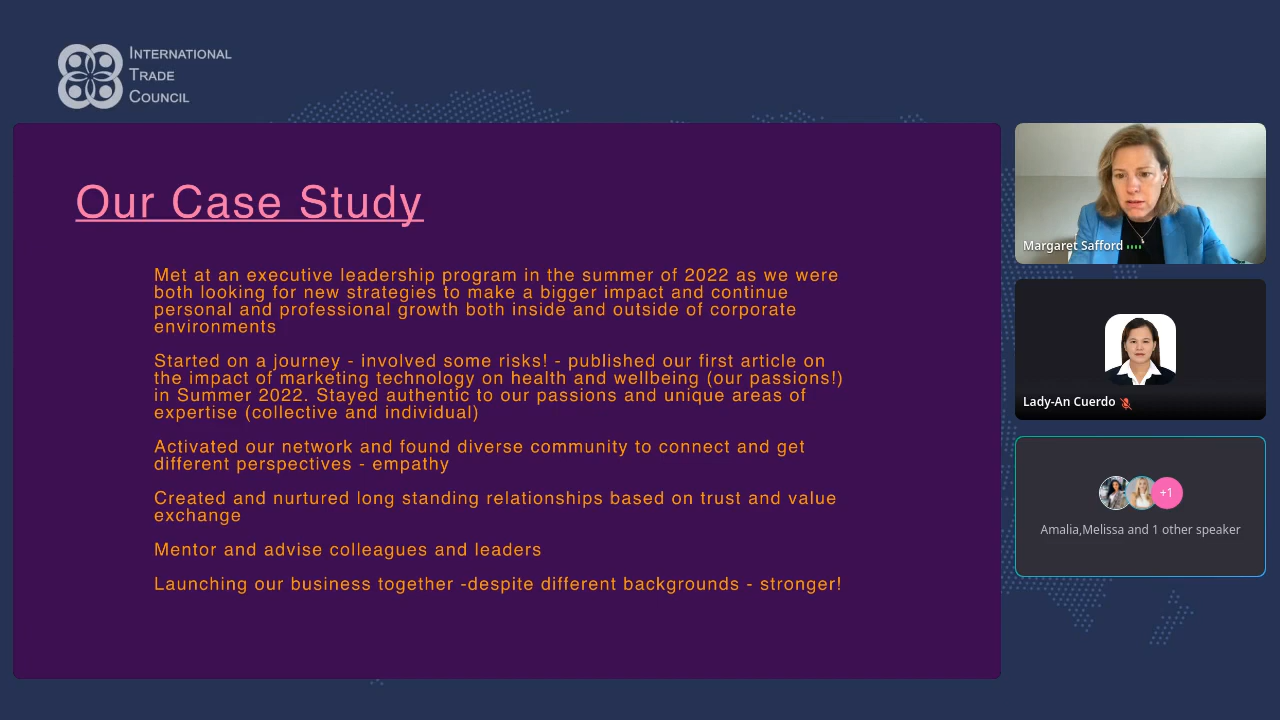 INTERNATIONAL
TRADE
COUNCIL
Our Case Study
Met at an executive leadership program in the summer of 2022 as we were
both looking for new strategies to make a bigger impact and continue
personal and professional growth both inside and outside of corporate
environments
Started on a journey - involved some risks! - published our first article on
the impact of marketing technology on health and wellbeing (our passions!)
in Summer 2022. Stayed authentic to our passions and unique areas of
expertise (collective and individual)
Activated our network and found diverse community to connect and get
different perspectives - empathy
Created and nurtured long standing relationships based on trust and value
exchange
Mentor and advise colleagues and leaders
Launching our business together -despite different backgrounds - stronger!
Margaret Safford
Lady-An Cuerdo
+1
Amalia,Melissa and 1 other speaker